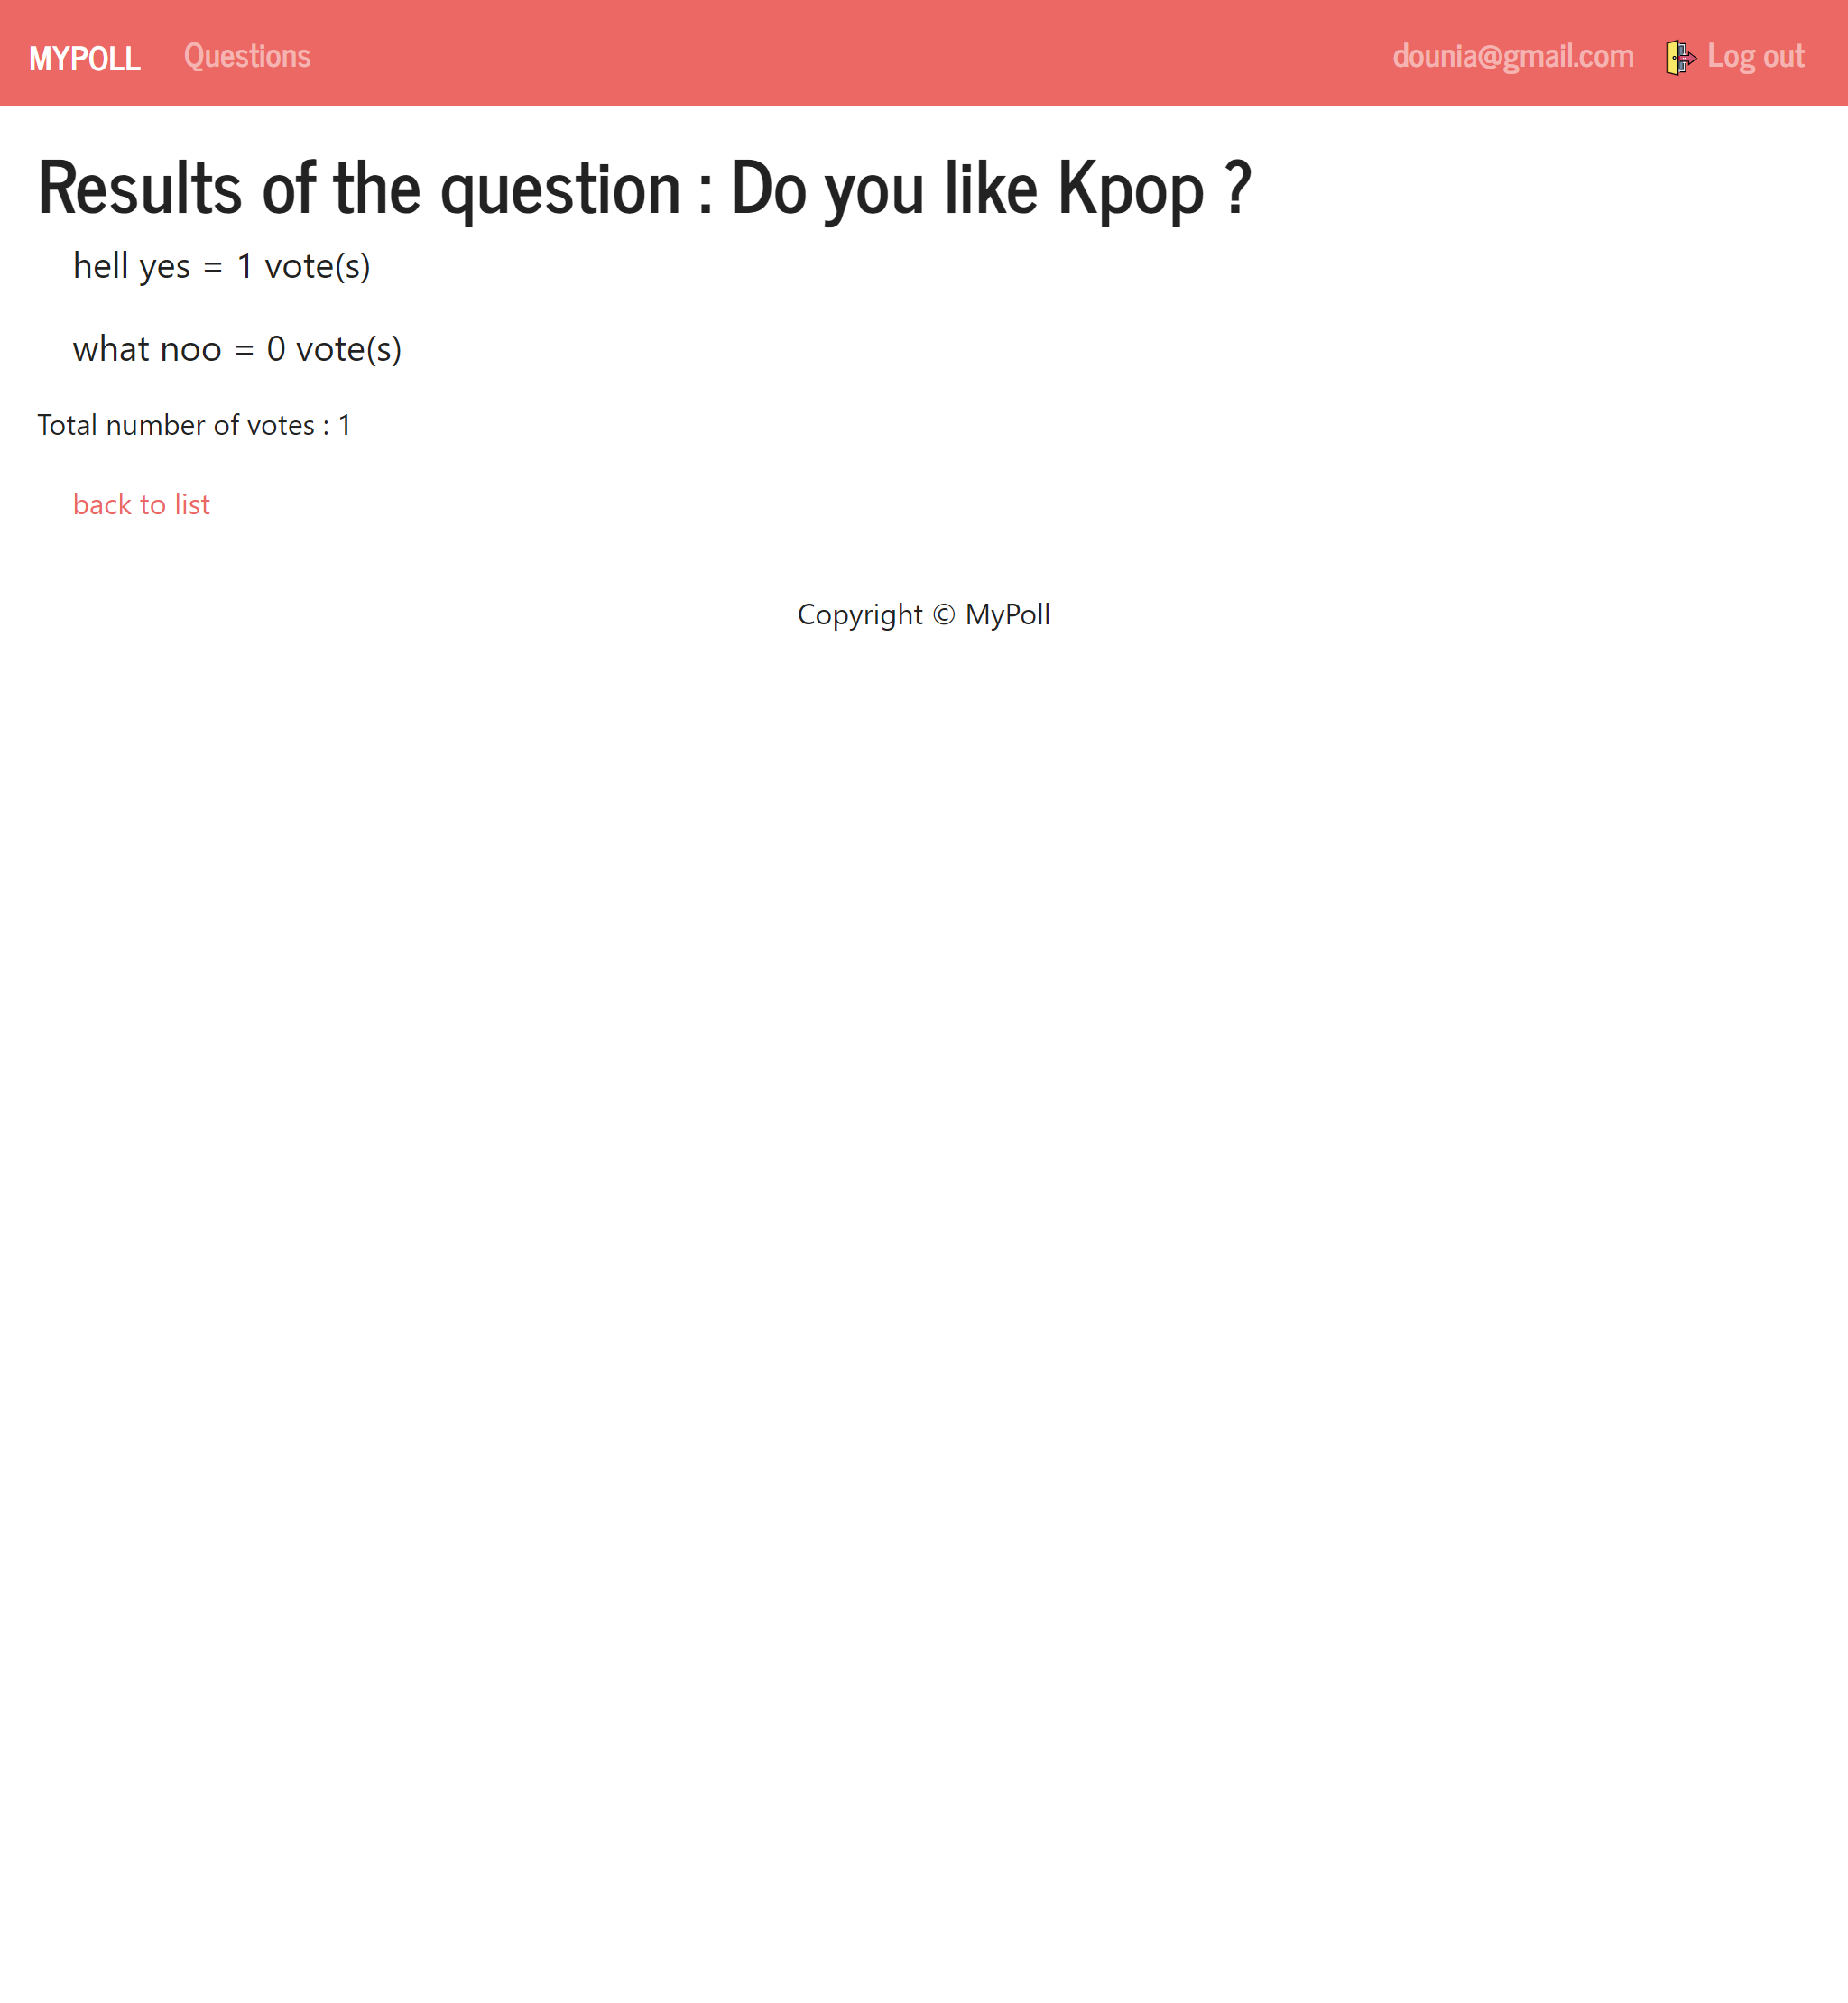 MYPOLL Questions dounia@gmail.com Log out
Results of the question : Do you like Kpop ?
hell yes = 1 vote(s)
what noo = 0 vote(s)
Total number of votes : 1
back to list
Copyright © MyPoll